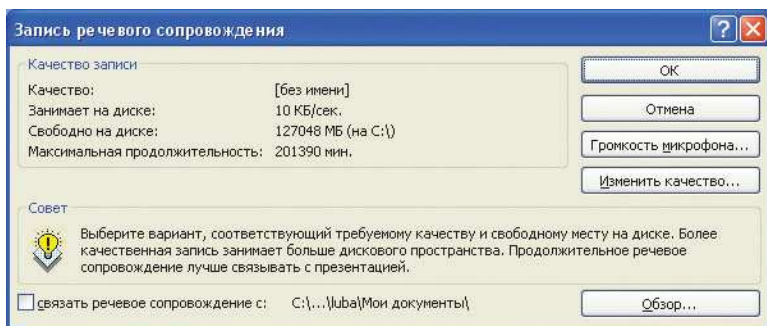 Запись речевого сопровождения
Качество записи
Качество: [без имени]
Занимает на диске: 10 КБ/сек.
Свободно на диске: 127048 МБ (на C:\)
Максимальная продолжительность: 201390 мин.
OK
Отмена
Громкость микрофона...
Изменить качество...
Совет
Выберите вариант, соответствующий требуемому качеству и свободному месту на диске. Более
качественная запись занимает больше дискового пространства. Продолжительное речевое
сопровождение лучше связывать с презентацией.
связать речевое сопровождение с: C:\...\luba\Мои документы\
Обзор...